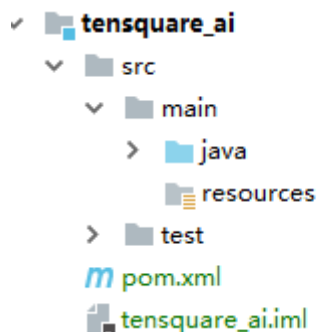 tensquare_ai
src
main
java
resources
test
m pom.xml
tensquare_ai.iml